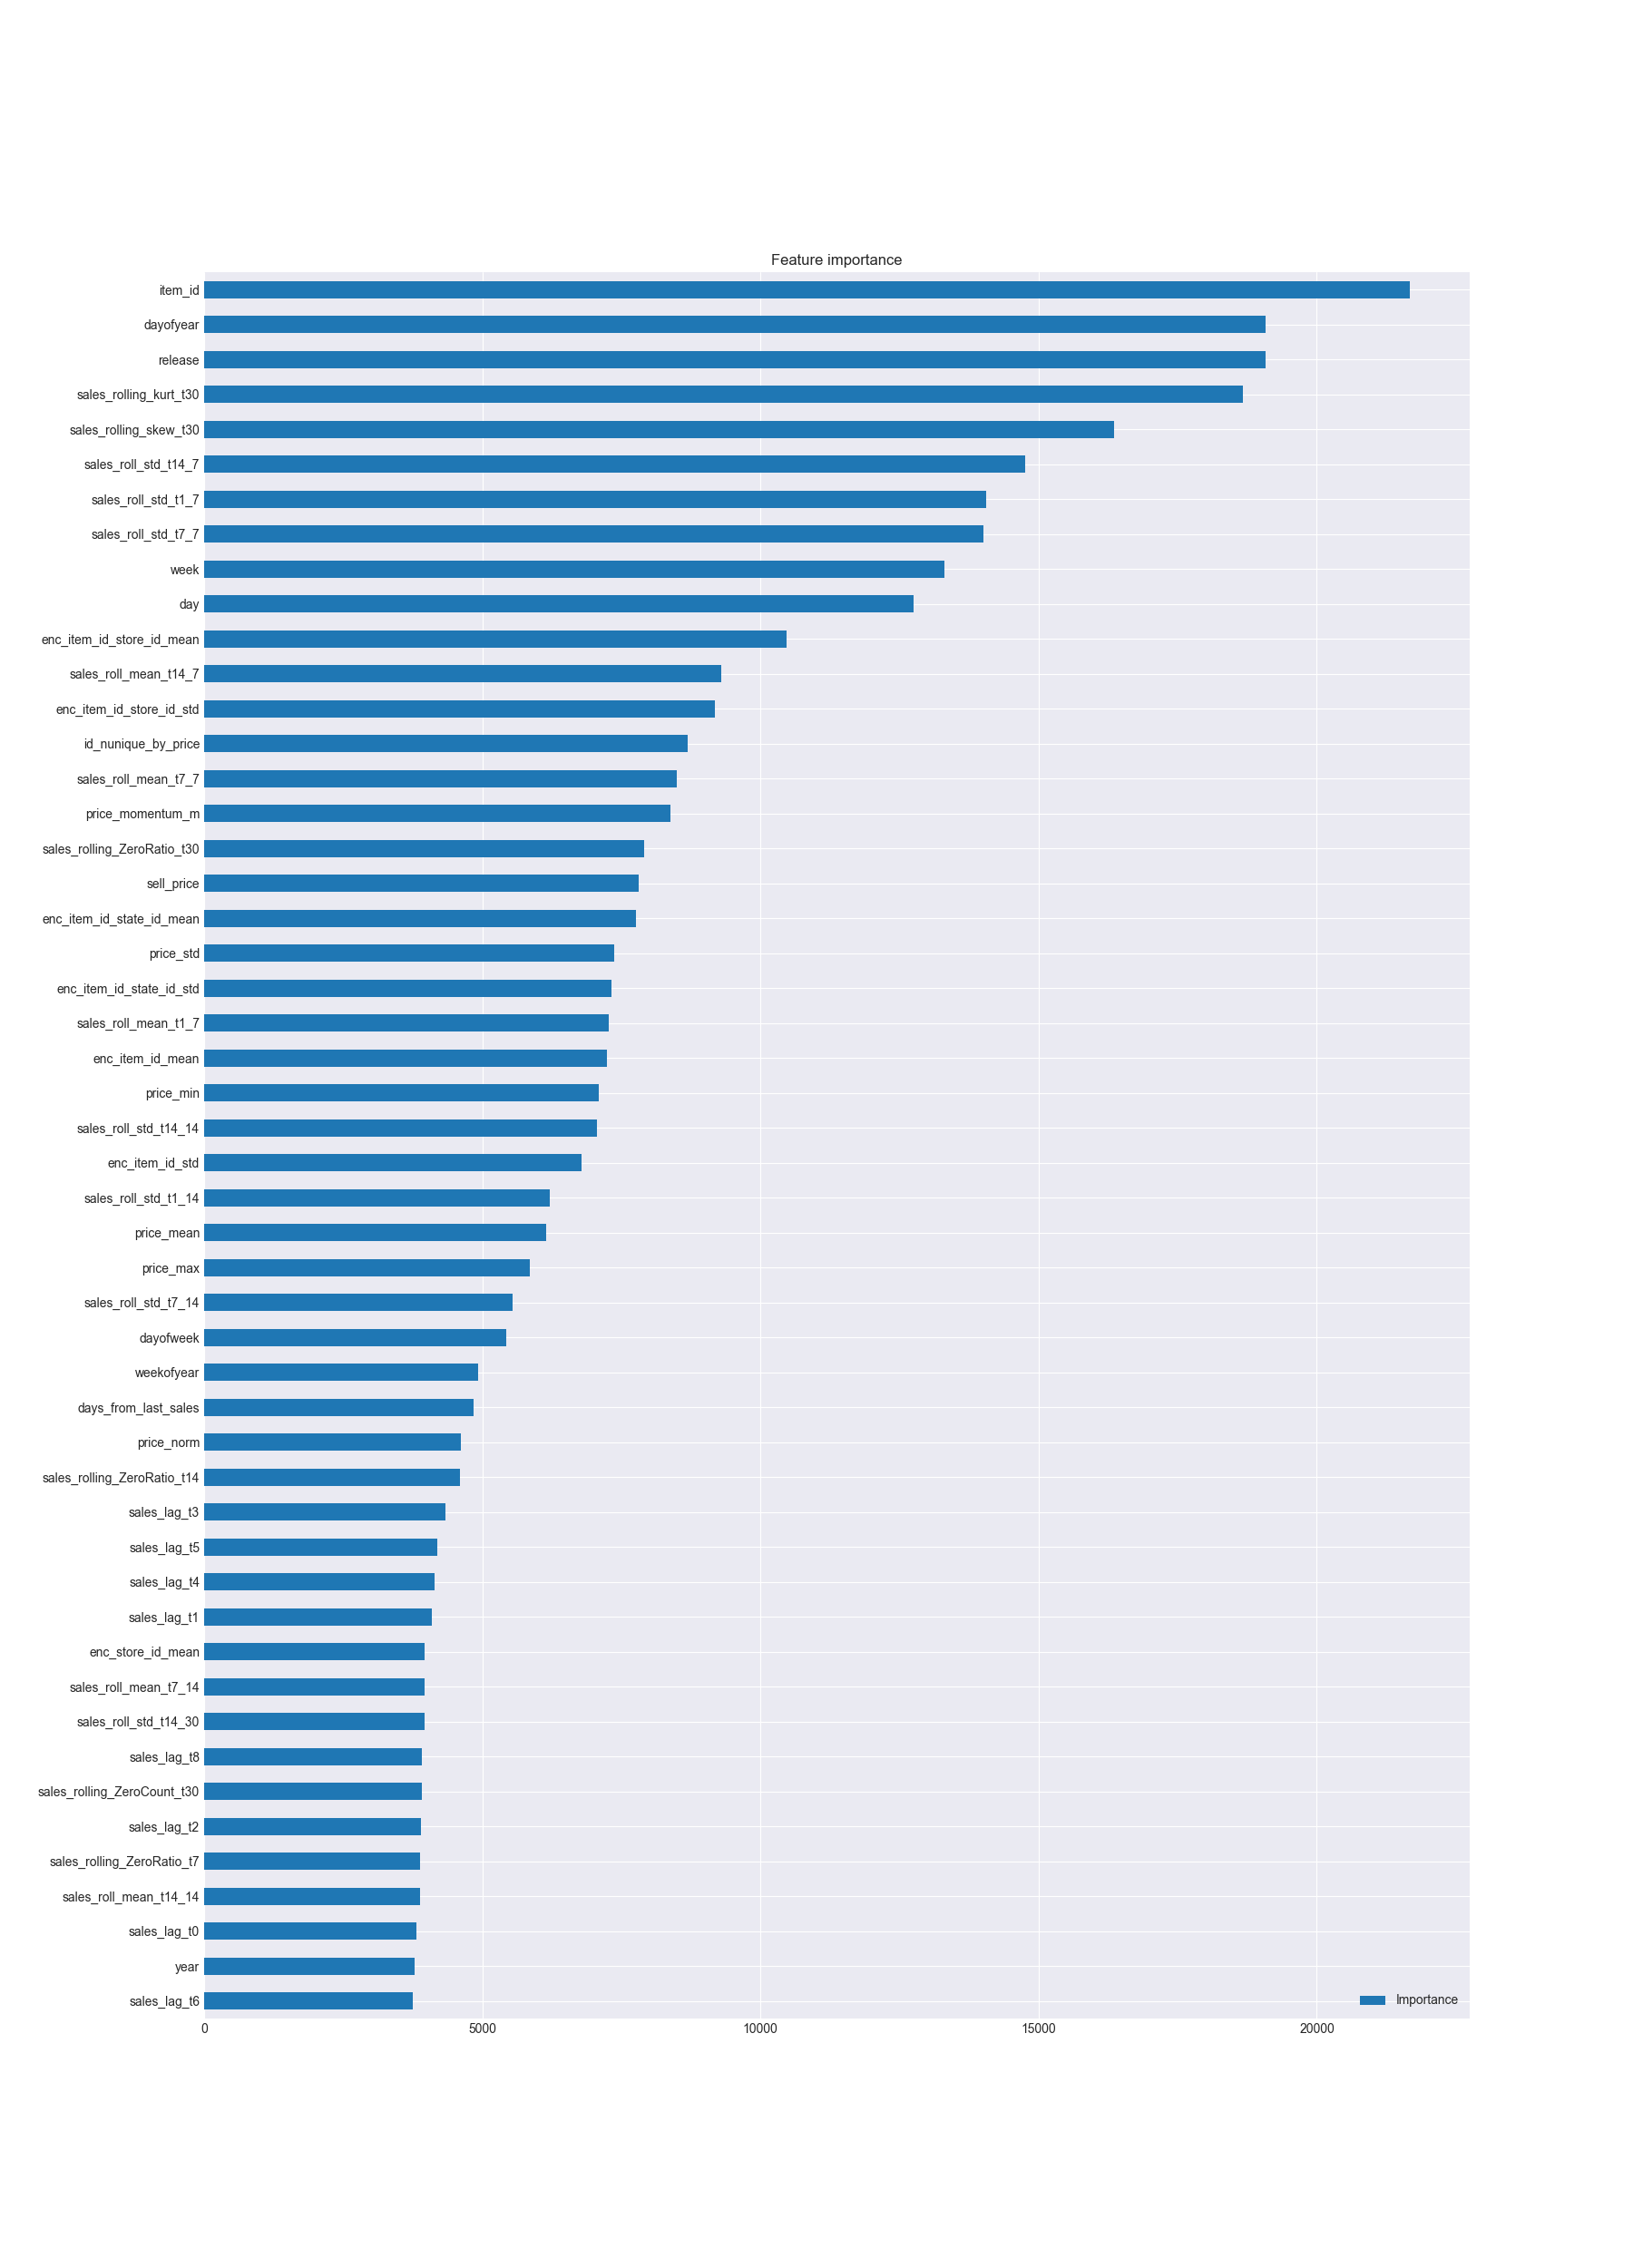 Feature importance
item_id
dayofyear
release
sales_rolling_kurt_t30
sales_rolling_skew_t30
sales_roll_std_t14_7
sales_roll_std_t1_7
sales_roll_std_t7_7
week
day
enc_item_id_store_id_mean
sales_roll_mean_t14_7
enc_item_id_store_id_std
id_nunique_by_price
sales_roll_mean_t7_7
price_momentum_m
sales_rolling_ZeroRatio_t30
sell_price
enc_item_id_state_id_mean
price_std
enc_item_id_state_id_std
sales_roll_mean_t1_7
enc_item_id_mean
price_min
sales_roll_std_t14_14
enc_item_id_std
sales_roll_std_t1_14
price_mean
price_max
sales_roll_std_t7_14
dayofweek
weekofyear
days_from_last_sales
price_norm
sales_rolling_ZeroRatio_t14
sales_lag_t3
sales_lag_t5
sales_lag_t4
sales_lag_t1
enc_store_id_mean
sales_roll_mean_t7_14
sales_roll_std_t14_30
sales_lag_t8
sales_rolling_ZeroCount_t30
sales_lag_t2
sales_rolling_ZeroRatio_t7
sales_roll_mean_t14_14
sales_lag_t0
year
sales_lag_t6
Importance
0 5000 10000 15000 20000